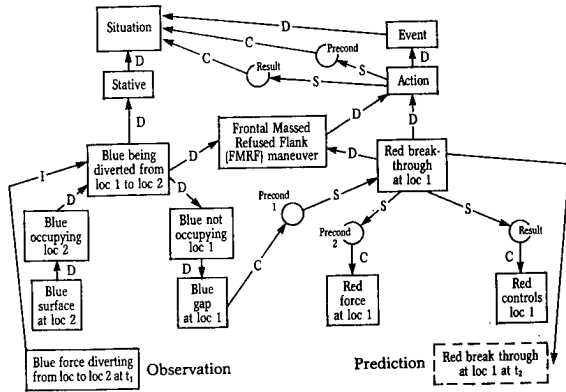 Situation
D
Event
C
Precond
D
D
C
Result
S
S
Action
Stative
D
D
D
Blue being
diverted from
loc 1 to loc 2
D
Frontal Massed
Refused Flank
(FMRF) maneuver
D
Red break-
through
at loc 1
I
D
D
Precond
1
S
Blue
occupying
loc 2
Blue not
occupying
loc 1
Precond
2
S
S
Result
D
D
C
C
C
Blue
surface
at loc 2
Blue
gap at
loc 1
Red
force at
loc 1
Red
controls
loc 1
Blue force diverting
from loc to loc 2 at t₁
Observation
Prediction
Red break through
at loc 1 at t₂